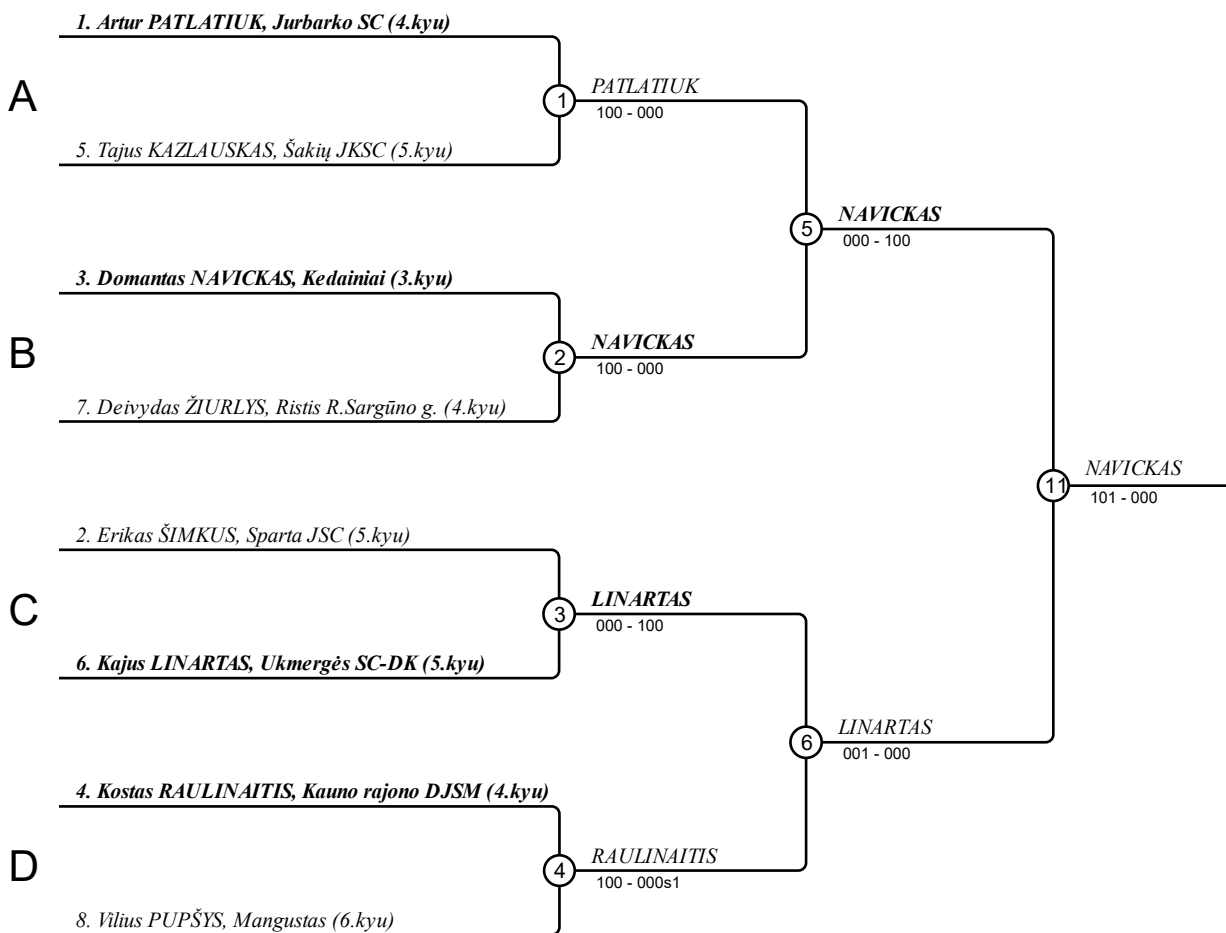 1. Artur PATLATIUK, Jurbarko SC (4.kyu)
A
1
PATLATIUK
100 - 000
5. Tajus KAZLAUSKAS, Šakių JKSC (5.kyu)
5
NAVICKAS
000 - 100
3. Domantas NAVICKAS, Kedainiai (3.kyu)
B
2
NAVICKAS
100 - 000
7. Deivydas ŽIURLYS, Ristis R.Sargūno g. (4.kyu)
11
NAVICKAS
101 - 000
2. Erikas ŠIMKUS, Sparta JSC (5.kyu)
C
3
LINARTAS
000 - 100
6. Kajus LINARTAS, Ukmergės SC-DK (5.kyu)
6
LINARTAS
001 - 000
4. Kostas RAULINAITIS, Kauno rajono DJSM (4.kyu)
D
4
RAULINAITIS
100 - 000s1
8. Vilius PUPŠYS, Mangustas (6.kyu)